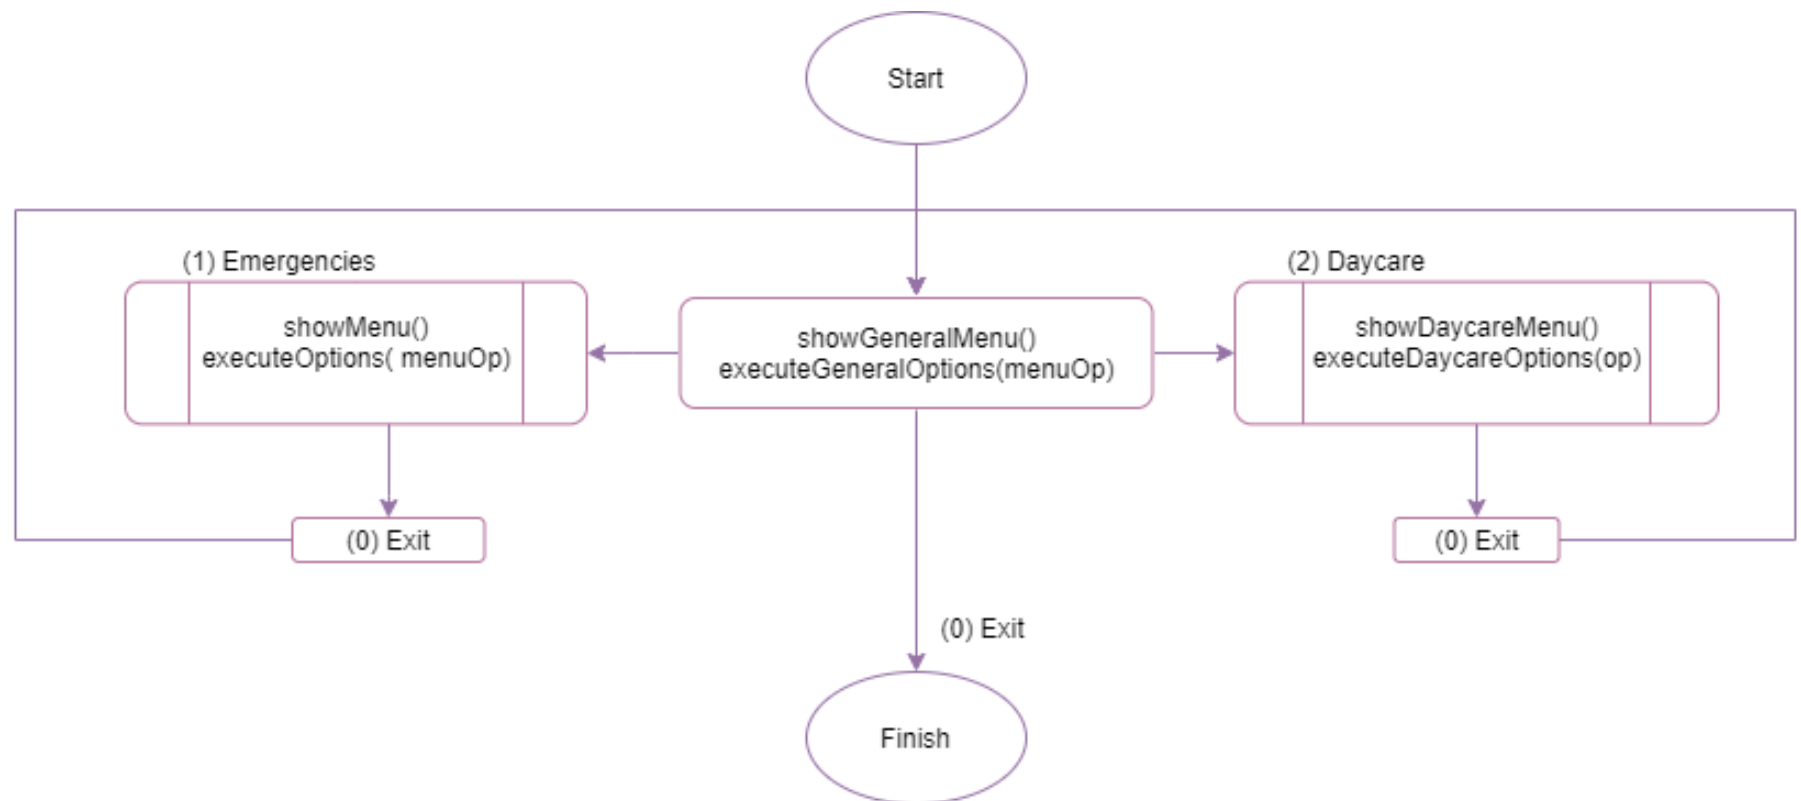 Start
(1) Emergencies
(2) Daycare
showMenu()
executeOptions( menuOp)
showGeneralMenu()
executeGeneralOptions(menuOp)
showDaycareMenu()
executeDaycareOptions(op)
(0) Exit
(0) Exit
(0) Exit
Finish